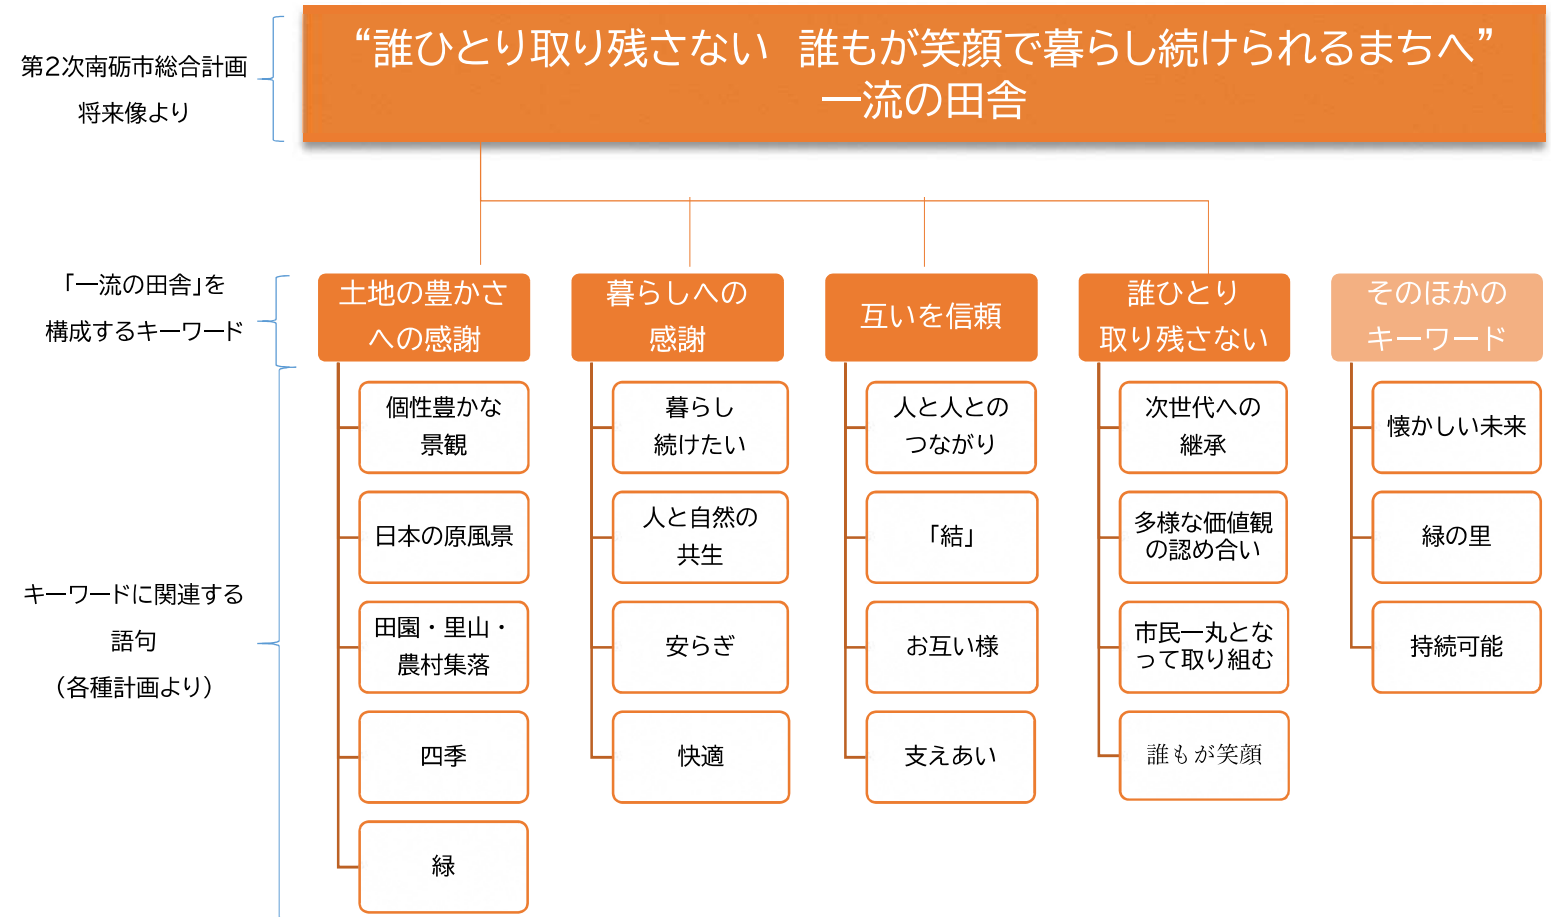 第2次南砺市総合計画
将来像より
“誰ひとり取り残さない　誰もが笑顔で暮らし続けられるまちへ”
一流の田舎
「一流の田舎」を
構成するキーワード
土地の豊かさ
への感謝
暮らしへの
感謝
互いを信頼
誰ひとり
取り残さない
そのほかの
キーワード
キーワードに関連する
語句
（各種計画より）
個性豊かな
景観
日本の原風景
田園・里山・
農村集落
四季
緑
暮らし
続けたい
人と自然の
共生
安らぎ
快適
人と人との
つながり
「結」
お互い様
支えあい
次世代への
継承
多様な価値観
の認め合い
市民一丸とな
って取り組む
誰もが笑顔
懐かしい未来
緑の里
持続可能